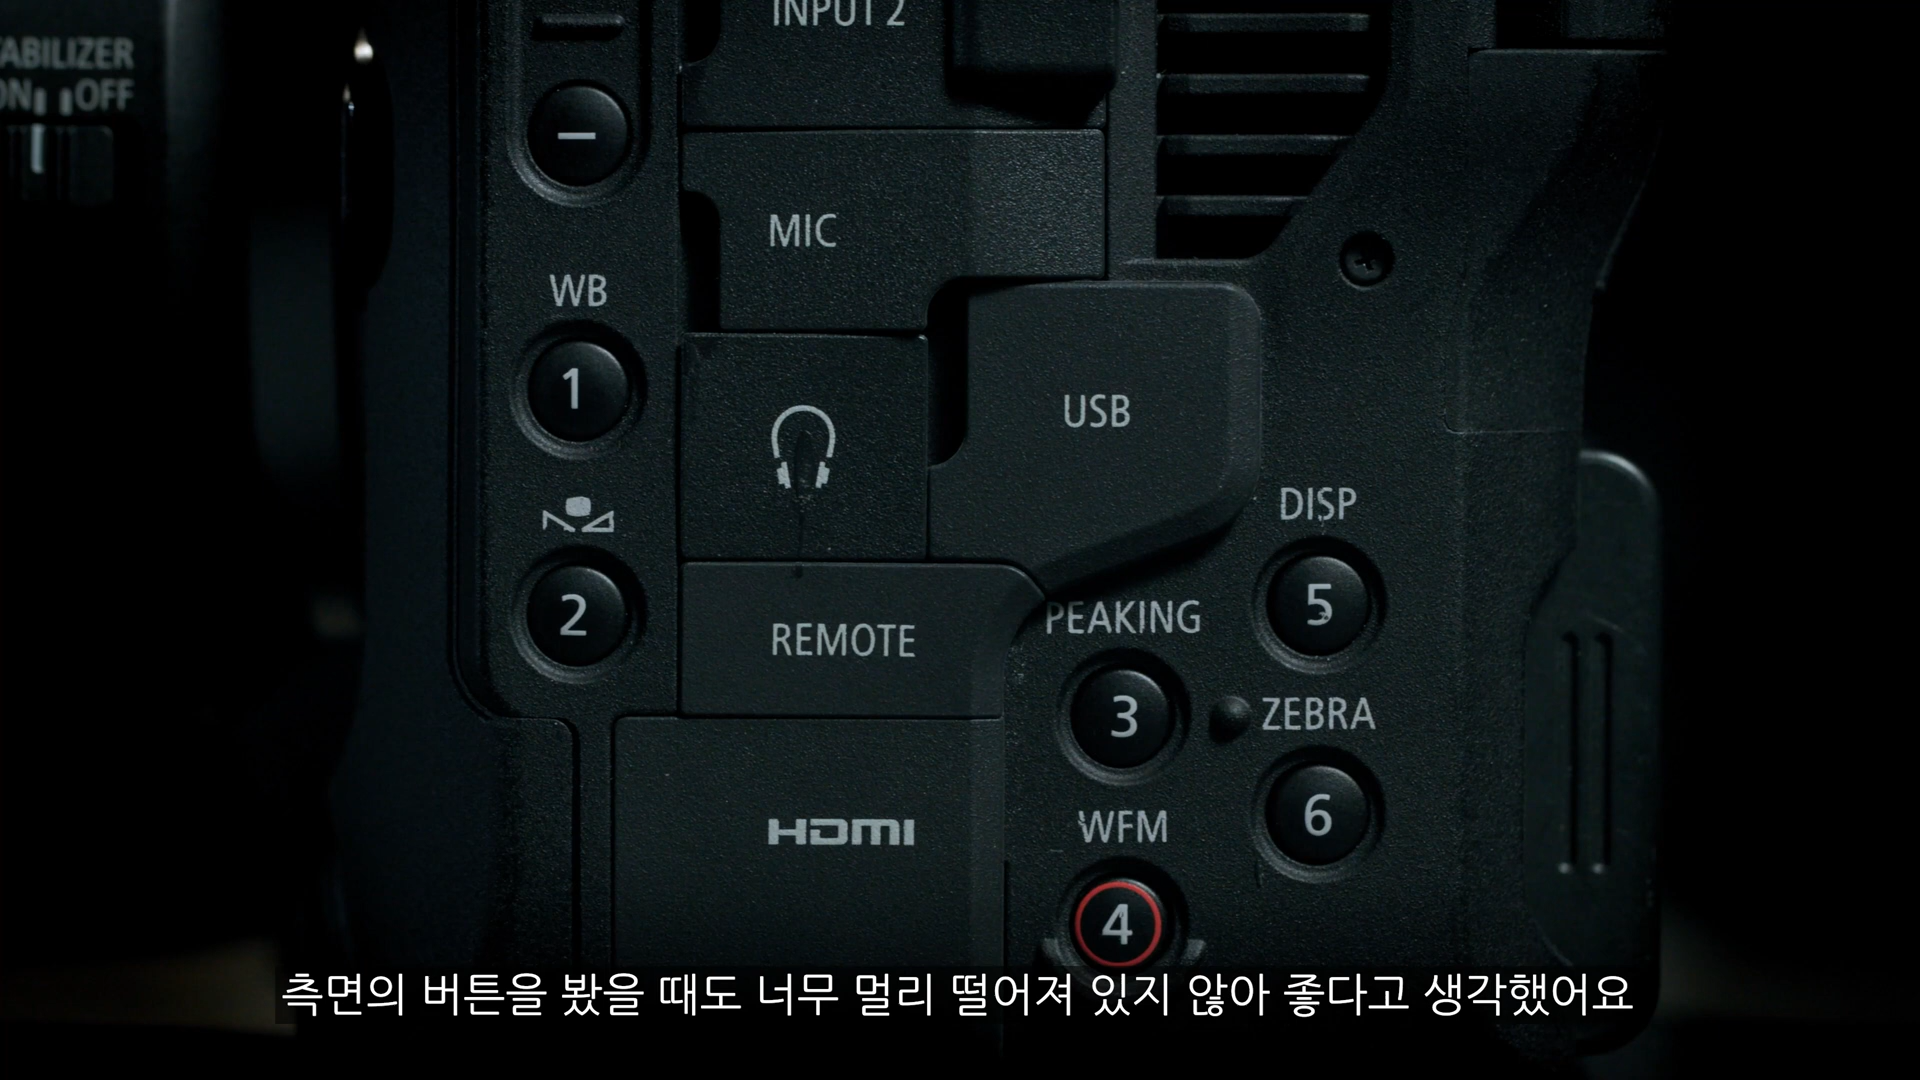 INPUT 2
ABILIZER
ON OFF
MIC
WB
1
USB
DISP
2
5
PEAKING
REMOTE
3
ZEBRA
6
WFM
HDMI
4
측면의 버튼을 봤을 때도 너무 멀리 떨어져 있지 않아 좋다고 생각했어요